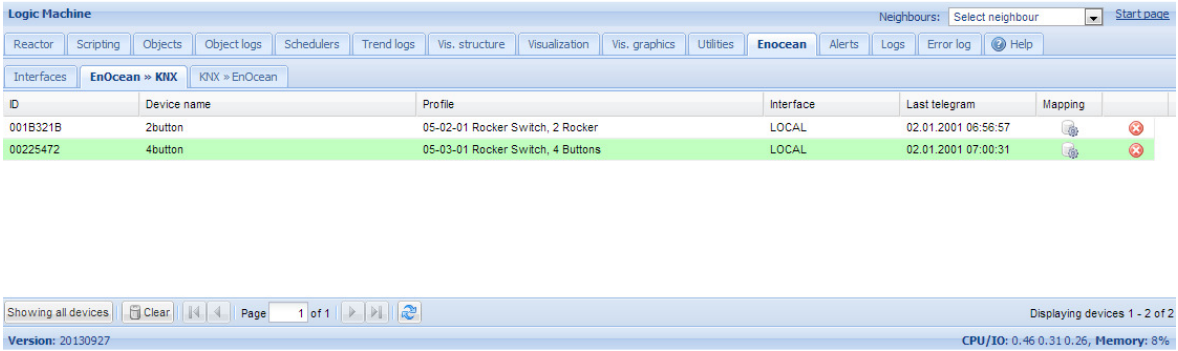 Logic Machine Neighbours: Select neighbour Start page
Reactor Scripting Objects Object logs Schedulers Trend logs Vis. structure Visualization Vis. graphics Utilities Enocean Alerts Logs Error log Help
Interfaces EnOcean » KNX KNX » EnOcean
ID Device name Profile Interface Last telegram Mapping
001B321B 2button 05-02-01 Rocker Switch, 2 Rocker LOCAL 02.01.2001 06:56:57
00225472 4button 05-03-01 Rocker Switch, 4 Buttons LOCAL 02.01.2001 07:00:31
Showing all devices Clear Page 1 of 1 Displaying devices 1 - 2 of 2
Version: 20130927 CPU/IO: 0.46 0.31 0.26, Memory: 8%